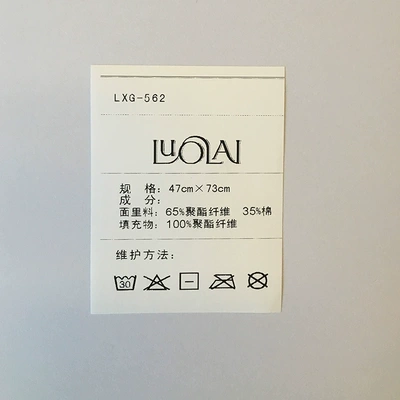 LXG-562
LUOLAI
规 格: 47cm×73cm
成 分:
面里料: 65%聚酯纤维 35%棉
填充物: 100%聚酯纤维
维护方法:
30